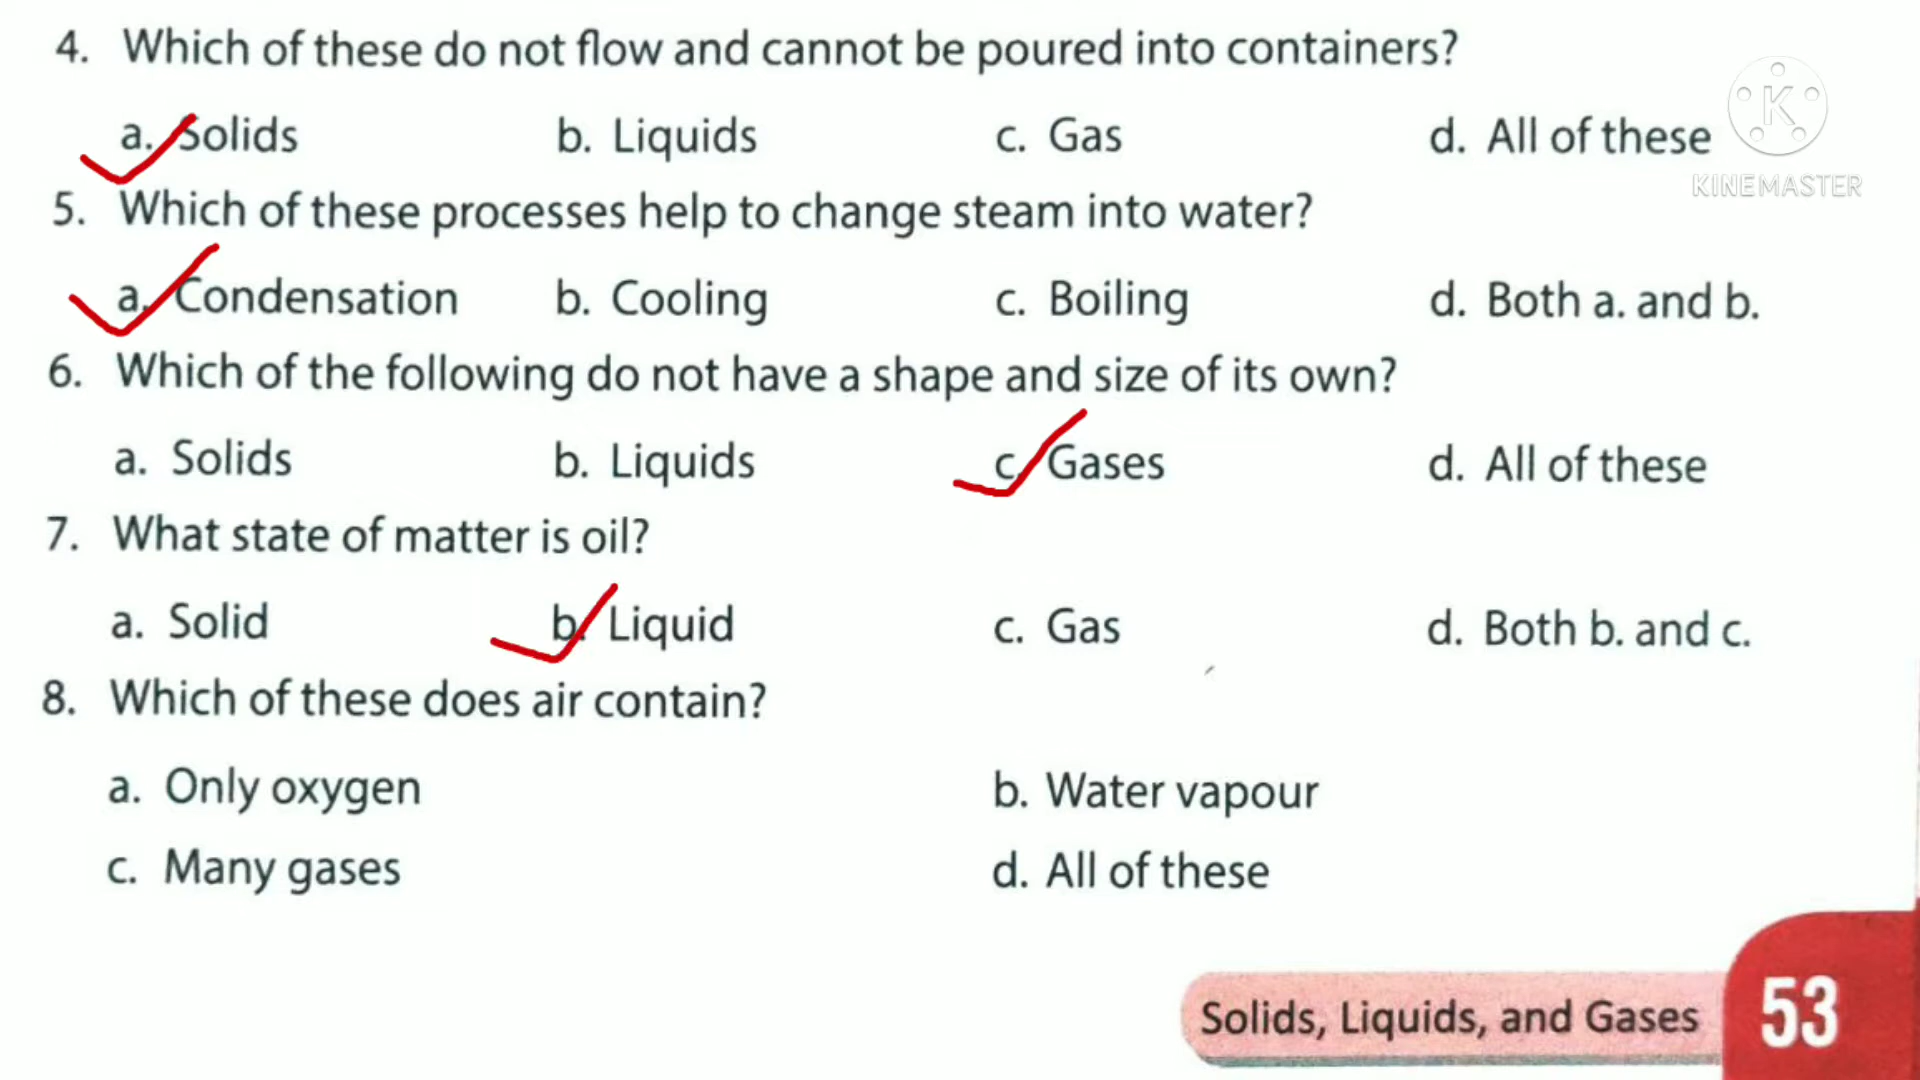 4. Which of these do not flow and cannot be poured into containers?
a. Solids b. Liquids c. Gas d. All of these
KINEMASTER
5. Which of these processes help to change steam into water?
a. Condensation b. Cooling c. Boiling d. Both a. and b.
6. Which of the following do not have a shape and size of its own?
a. Solids b. Liquids c. Gases d. All of these
7. What state of matter is oil?
a. Solid b. Liquid c. Gas d. Both b. and c.
8. Which of these does air contain?
a. Only oxygen b. Water vapour
c. Many gases d. All of these
Solids, Liquids, and Gases 53